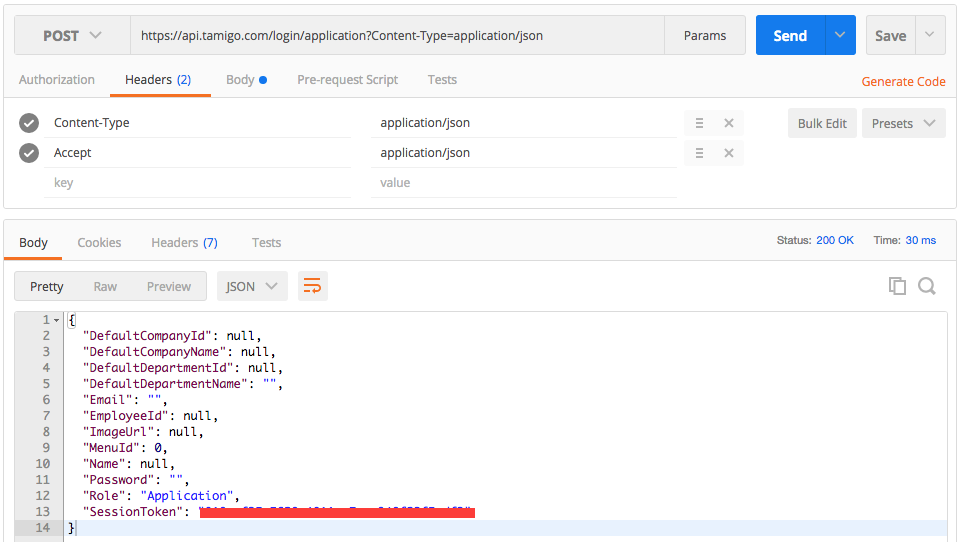 POST https://api.tamigo.com/login/application?Content-Type=application/json Params Send Save
Authorization Headers (2) Body Pre-request Script Tests Generate Code
Content-Type application/json Bulk Edit Presets
Accept application/json
key value
Body Cookies Headers (7) Tests Status: 200 OK Time: 30 ms
Pretty Raw Preview JSON
1 {
2 "DefaultCompanyId": null,
3 "DefaultCompanyName": null,
4 "DefaultDepartmentId": null,
5 "DefaultDepartmentName": "",
6 "Email": "",
7 "EmployeeId": null,
8 "ImageUrl": null,
9 "MenuId": 0,
10 "Name": null,
11 "Password": "",
12 "Role": "Application",
13 "SessionToken":
14 }